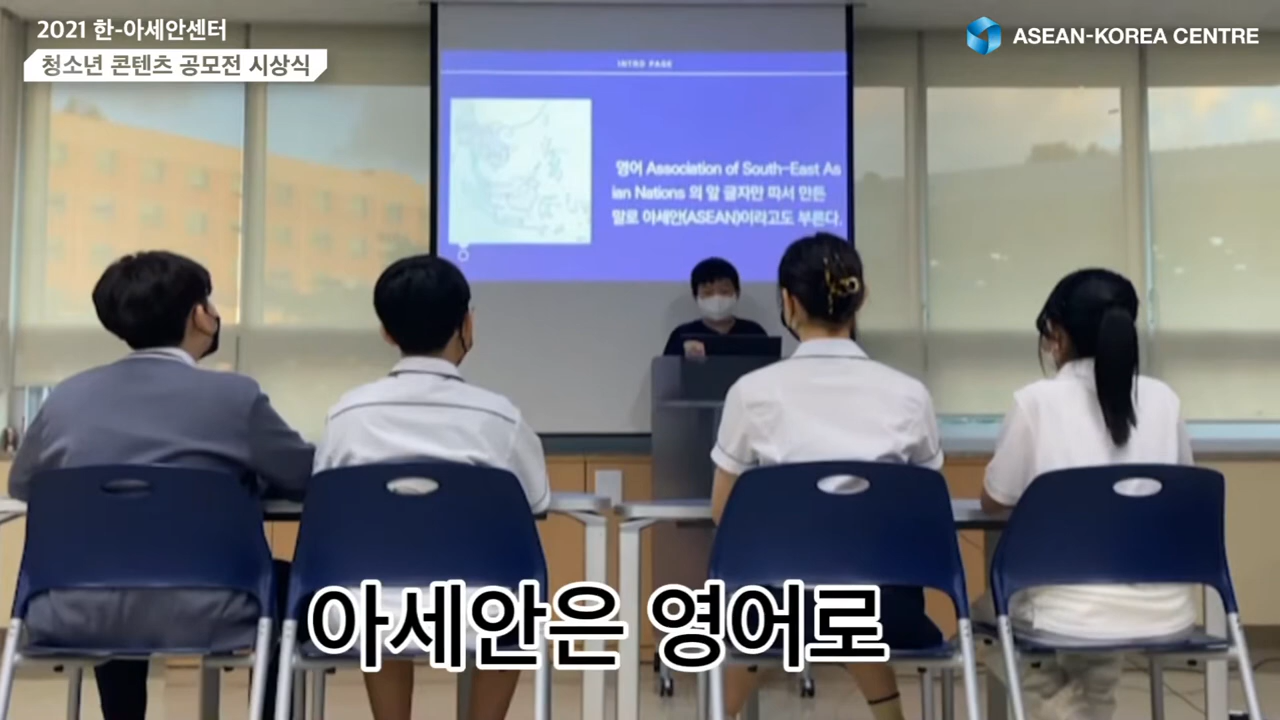 2021 한-아세안센터
청소년 콘텐츠 공모전 시상식
ASEAN-KOREA CENTRE
INTRO PAGE
영어 Association of South-East As
ian Nations 의 앞 글자만 따서 만든
말로 아세안(ASEAN)이라고도 부른다.
아세안은 영어로